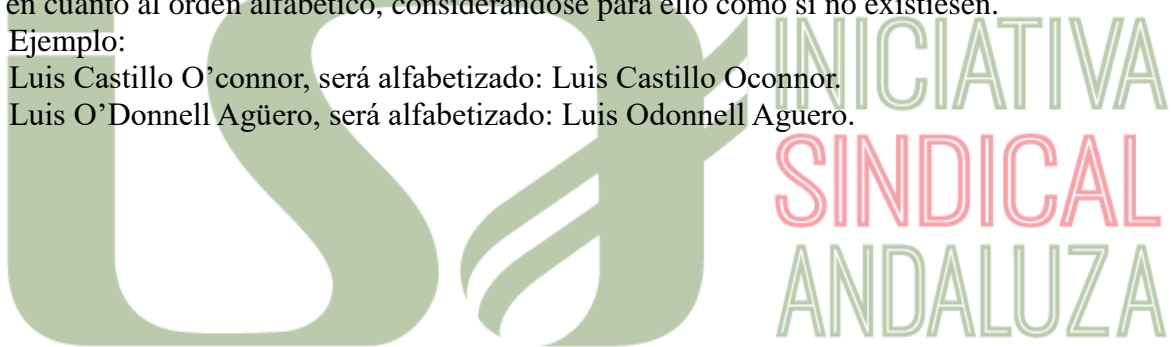 en cuanto al orden alfabético, considerándose para ello como si no existiesen.
Ejemplo:
Luis Castillo O’connor, será alfabetizado: Luis Castillo Oconnor.
Luis O’Donnell Agüero, será alfabetizado: Luis Odonnell Aguero.
isa
INICIATIVA
SINDICAL
ANDALUZA